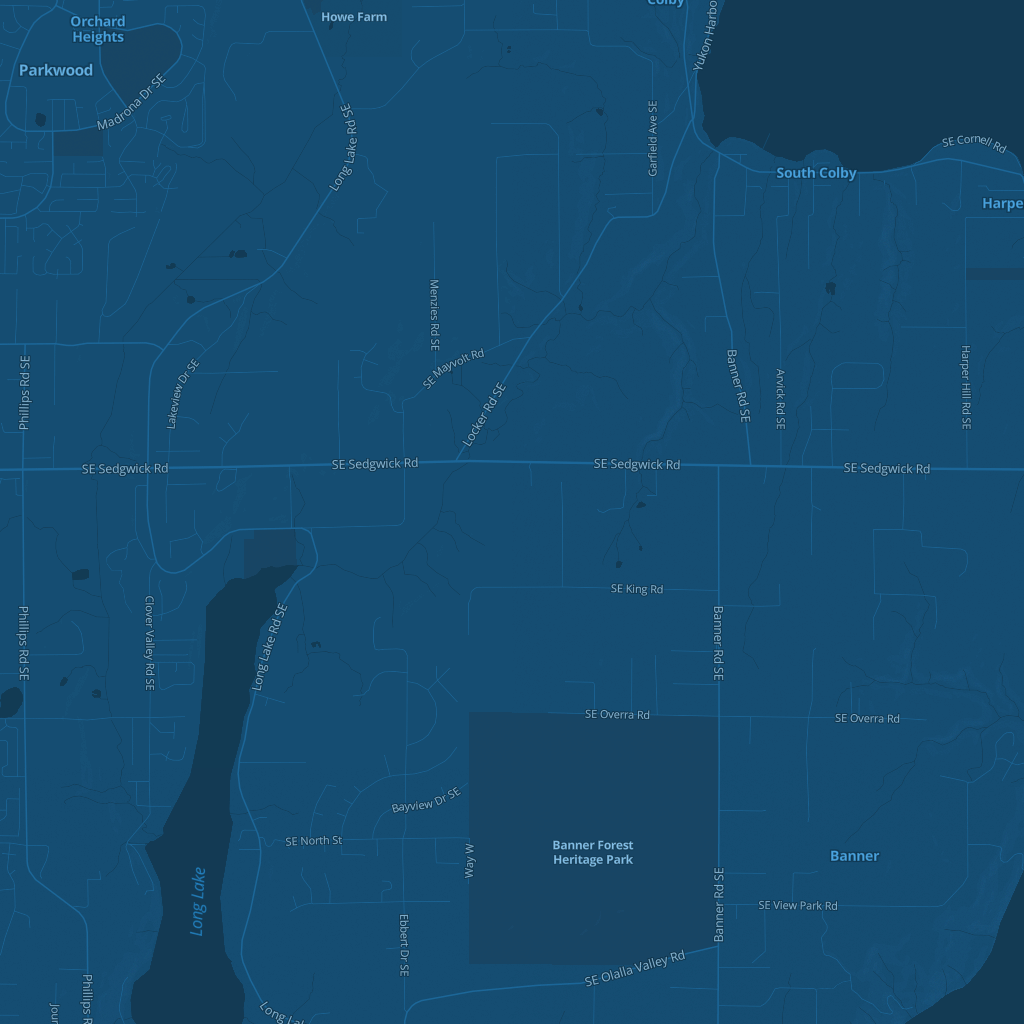 Colby
Howe Farm
Orchard
Heights
Yukon Harbo
Parkwood
Madrona Dr SE
Garfield Ave SE
Long Lake Rd SE
SE Cornell Rd
South Colby
Harpe
Menzies Rd SE
SE Mayvolt Rd
Phillips Rd SE
Lakeview Dr SE
Locker Rd SE
Banner Rd SE
Arvick Rd SE
Harper Hill Rd SE
SE Sedgwick Rd
SE Sedgwick Rd
SE Sedgwick Rd
SE Sedgwick Rd
SE King Rd
Phillips Rd SE
Clover Valley Rd SE
Long Lake Rd SE
Banner Rd SE
SE Overra Rd
SE Overra Rd
Bayview Dr SE
SE North St
Way W
Banner Forest
Heritage Park
Banner
Long Lake
Banner Rd SE
SE View Park Rd
Ebbert Dr SE
SE Olalla Valley Rd
Phillips R
Jour
Long La